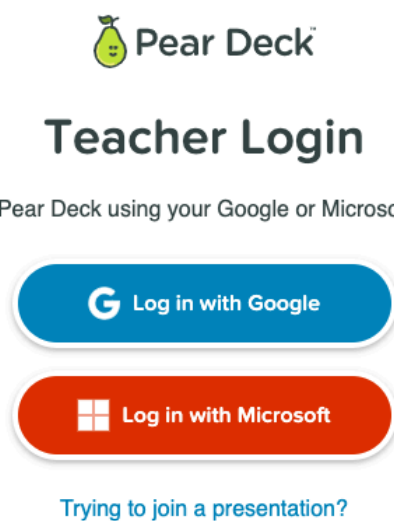 Pear Deck™
Teacher Login
Pear Deck using your Google or Microso
Log in with Google
Log in with Microsoft
Trying to join a presentation?